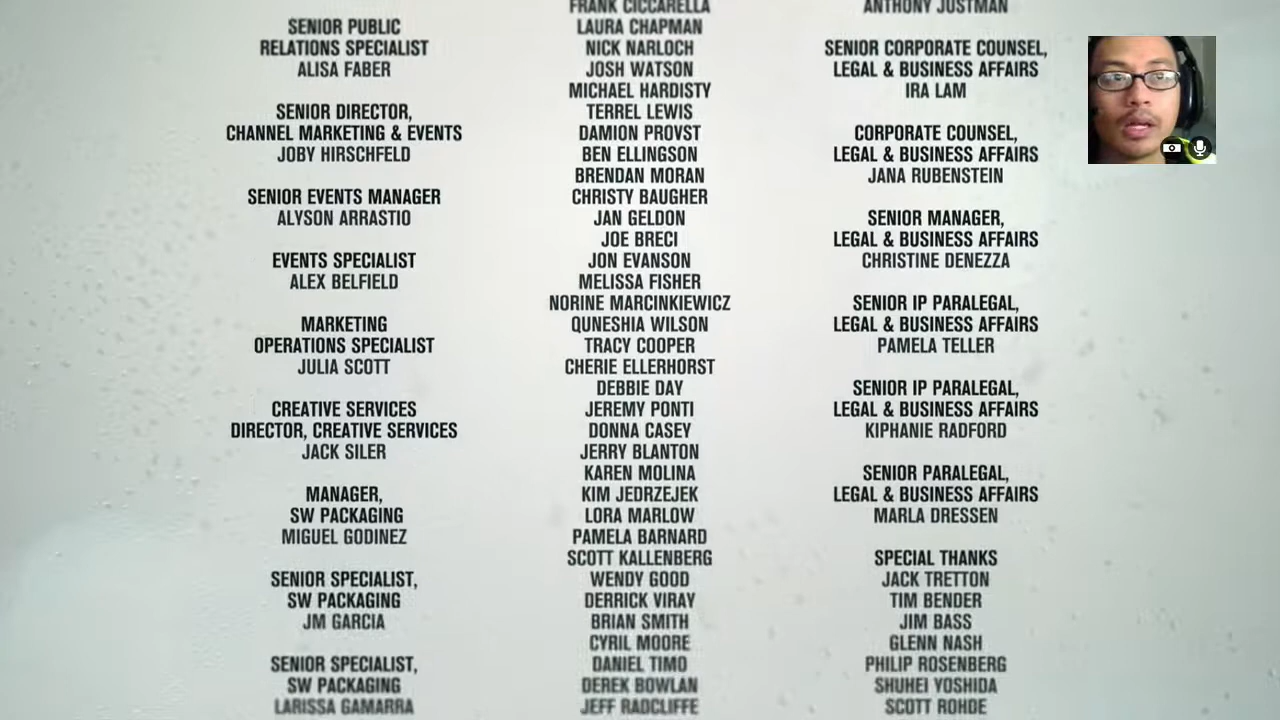 SENIOR PUBLIC
RELATIONS SPECIALIST
ALISA FABER
SENIOR DIRECTOR,
CHANNEL MARKETING & EVENTS
JOBY HIRSCHFELD
SENIOR EVENTS MANAGER
ALYSON ARRASTIO
EVENTS SPECIALIST
ALEX BELFIELD
MARKETING
OPERATIONS SPECIALIST
JULIA SCOTT
CREATIVE SERVICES
DIRECTOR, CREATIVE SERVICES
JACK SILER
MANAGER,
SW PACKAGING
MIGUEL GODINEZ
SENIOR SPECIALIST,
SW PACKAGING
JM GARCIA
SENIOR SPECIALIST,
SW PACKAGING
LARISSA GAMARRA
FRANK CICCARELLA
LAURA CHAPMAN
NICK NARLOCH
JOSH WATSON
MICHAEL HARDISTY
TERREL LEWIS
DAMION PROVST
BEN ELLINGSON
BRENDAN MORAN
CHRISTY BAUGHER
JAN GELDON
JOE BRECI
JON EVANSON
MELISSA FISHER
NORINE MARCINKIEWICZ
QUNESHIA WILSON
TRACY COOPER
CHERIE ELLERHORST
DEBBIE DAY
JEREMY PONTI
DONNA CASEY
JERRY BLANTON
KAREN MOLINA
KIM JEDRZEJEK
LORA MARLOW
PAMELA BARNARD
SCOTT KALLENBERG
WENDY GOOD
DERRICK VIRAY
BRIAN SMITH
CYRIL MOORE
DANIEL TIMO
DEREK BOWLAN
JEFF RADCLIFFE
ANTHONY JUSTMAN
SENIOR CORPORATE COUNSEL,
LEGAL & BUSINESS AFFAIRS
IRA LAM
CORPORATE COUNSEL,
LEGAL & BUSINESS AFFAIRS
JANA RUBENSTEIN
SENIOR MANAGER,
LEGAL & BUSINESS AFFAIRS
CHRISTINE DENEZZA
SENIOR IP PARALEGAL,
LEGAL & BUSINESS AFFAIRS
PAMELA TELLER
SENIOR IP PARALEGAL,
LEGAL & BUSINESS AFFAIRS
KIPHANIE RADFORD
SENIOR PARALEGAL,
LEGAL & BUSINESS AFFAIRS
MARLA DRESSEN
SPECIAL THANKS
JACK TRETTON
TIM BENDER
JIM BASS
GLENN NASH
PHILIP ROSENBERG
SHUHEI YOSHIDA
SCOTT ROHDE